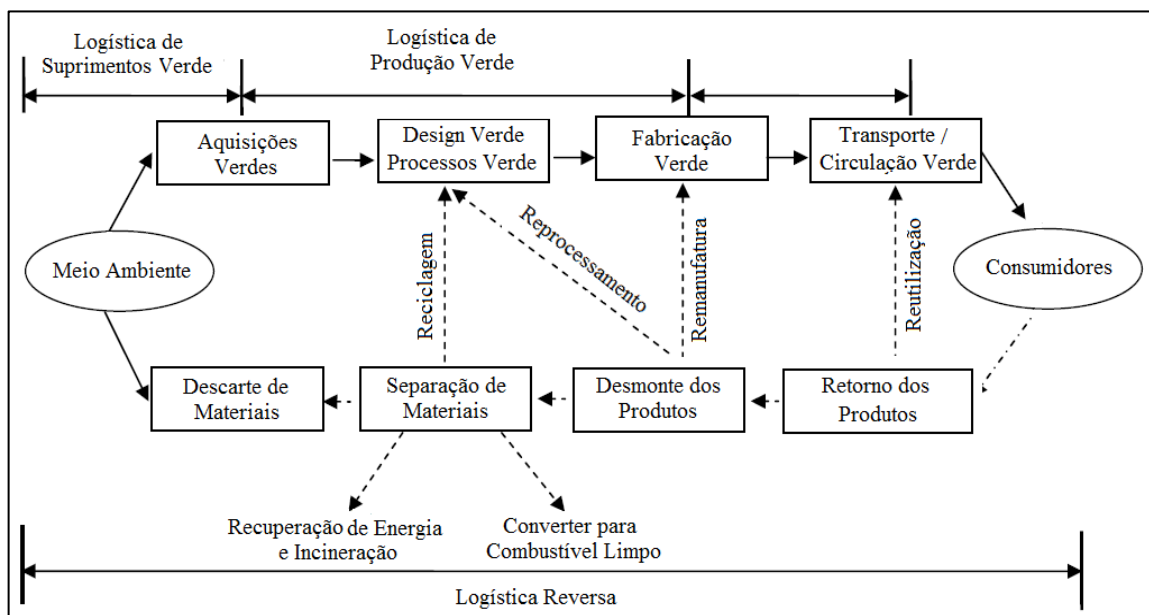 Logística de
Suprimentos Verde
Logística de
Produção Verde
Aquisições
Verdes
Design Verde
Processos Verde
Fabricação
Verde
Transporte /
Circulação Verde
Meio Ambiente
Reciclagem
Reprocessamento
Remanufatura
Reutilização
Consumidores
Descarte de
Materiais
Separação de
Materiais
Desmonte dos
Produtos
Retorno dos
Produtos
Recuperação de Energia
e Incineração
Converter para
Combustível Limpo
Logística Reversa